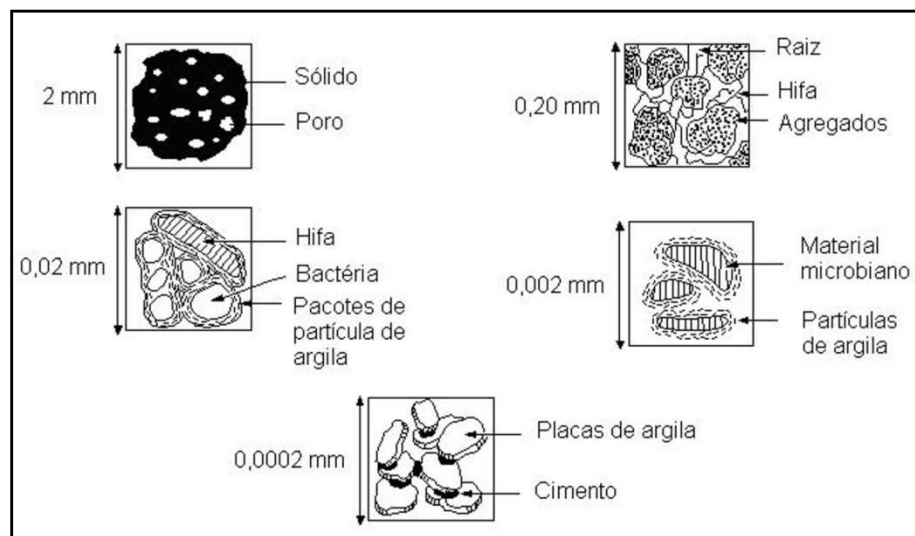 2 mm
Sólido
Poro
0,20 mm
Raiz
Hifa
Agregados
0,02 mm
Hifa
Bactéria
Pacotes de
partícula de
argila
0,002 mm
Material
microbiano
Partículas
de argila
0,0002 mm
Placas de argila
Cimento